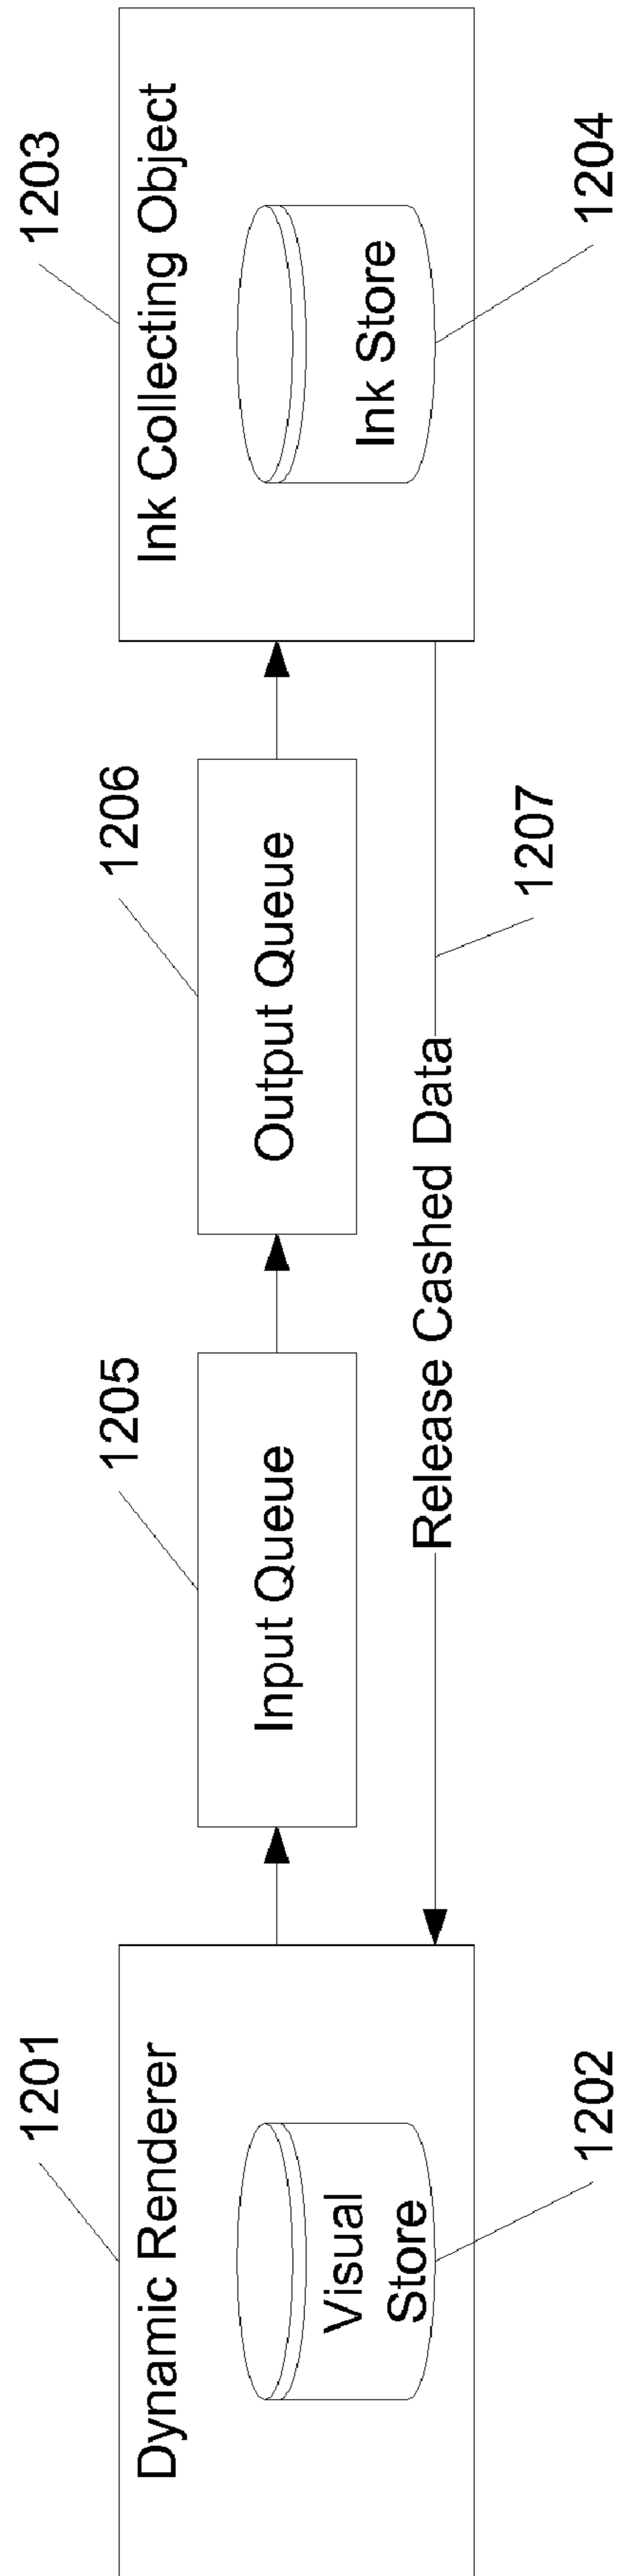 1201
Dynamic Renderer
Visual
Store
1202
1205
Input Queue
1206
Output Queue
Release Cashed Data
1207
1203
Ink Collecting Object
Ink Store
1204